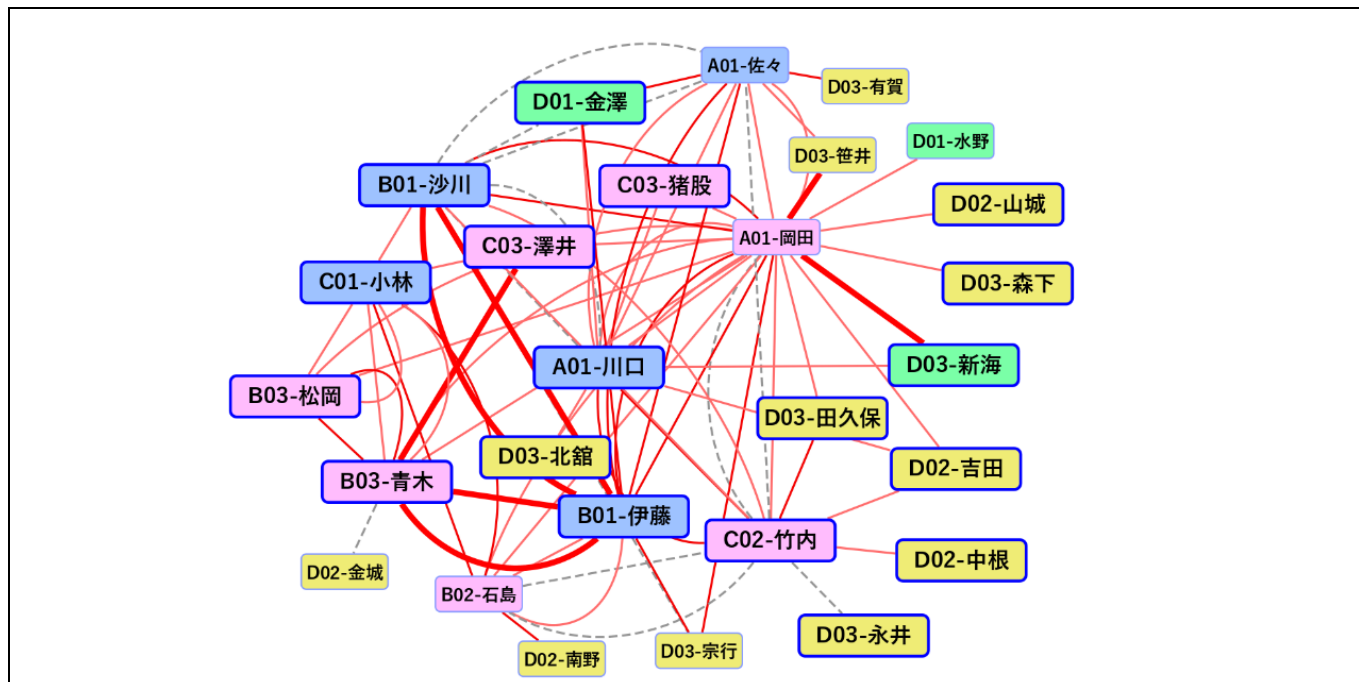 A01-佐々
D03-有賀
D01-金澤
D01-水野
D03-笹井
B01-沙川
C03-猪股
D02-山城
A01-岡田
C03-澤井
C01-小林
D03-森下
A01-川口
D03-新海
B03-松岡
D03-田久保
D03-北舘
D02-吉田
B03-青木
B01-伊藤
C02-竹内
D02-中根
D02-金城
B02-石島
D03-永井
D03-宗行
D02-南野